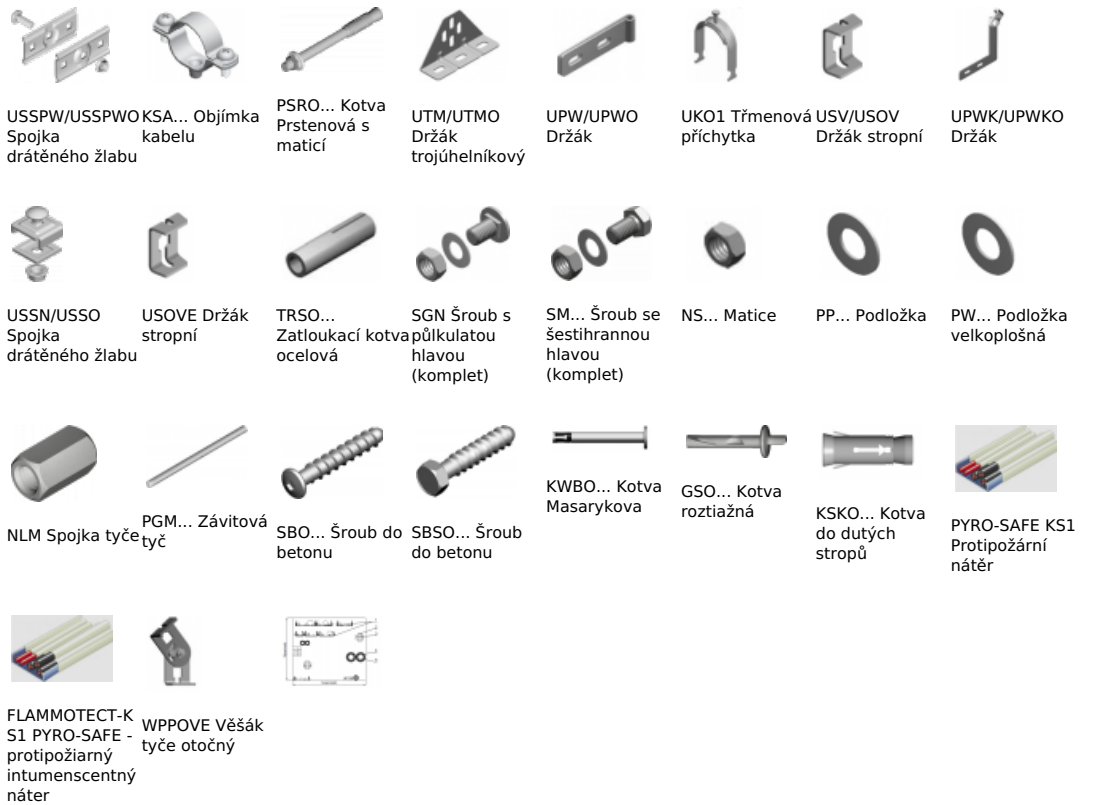 USSPW/USSPWO
Spojka
drátěného žlabu
KSA... Objímka
kabelu
PSRO... Kotva
Prstenová s
maticí
UTM/UTMO
Držák
trojúhelníkový
UPW/UPWO
Držák
UKO1 Třmenová
příchytka
USV/USOV
Držák stropní
UPWK/UPWKO
Držák
USSN/USSO
Spojka
drátěného žlabu
USOVE Držák
stropní
TRSO...
Zatloukací kotva
ocelová
SGN Šroub s
půlkulatou
hlavou
(komplet)
SM... Šroub se
šestihrannou
hlavou
(komplet)
NS... Matice
PP... Podložka
PW... Podložka
velkoplošná
NLM Spojka tyče
PGM... Závitová
tyč
SBO... Šroub do
betonu
SBSO... Šroub
do betonu
KWBO... Kotva
Masarykova
GSO... Kotva
roztiažná
KSKO... Kotva
do dutých
stropů
PYRO-SAFE KS1
Protipožární
nátěr
FLAMMOTECT-K
S1 PYRO-SAFE -
protipožiarný
intumenscentný
náter
WPPOVE Věšák
tyče otočný